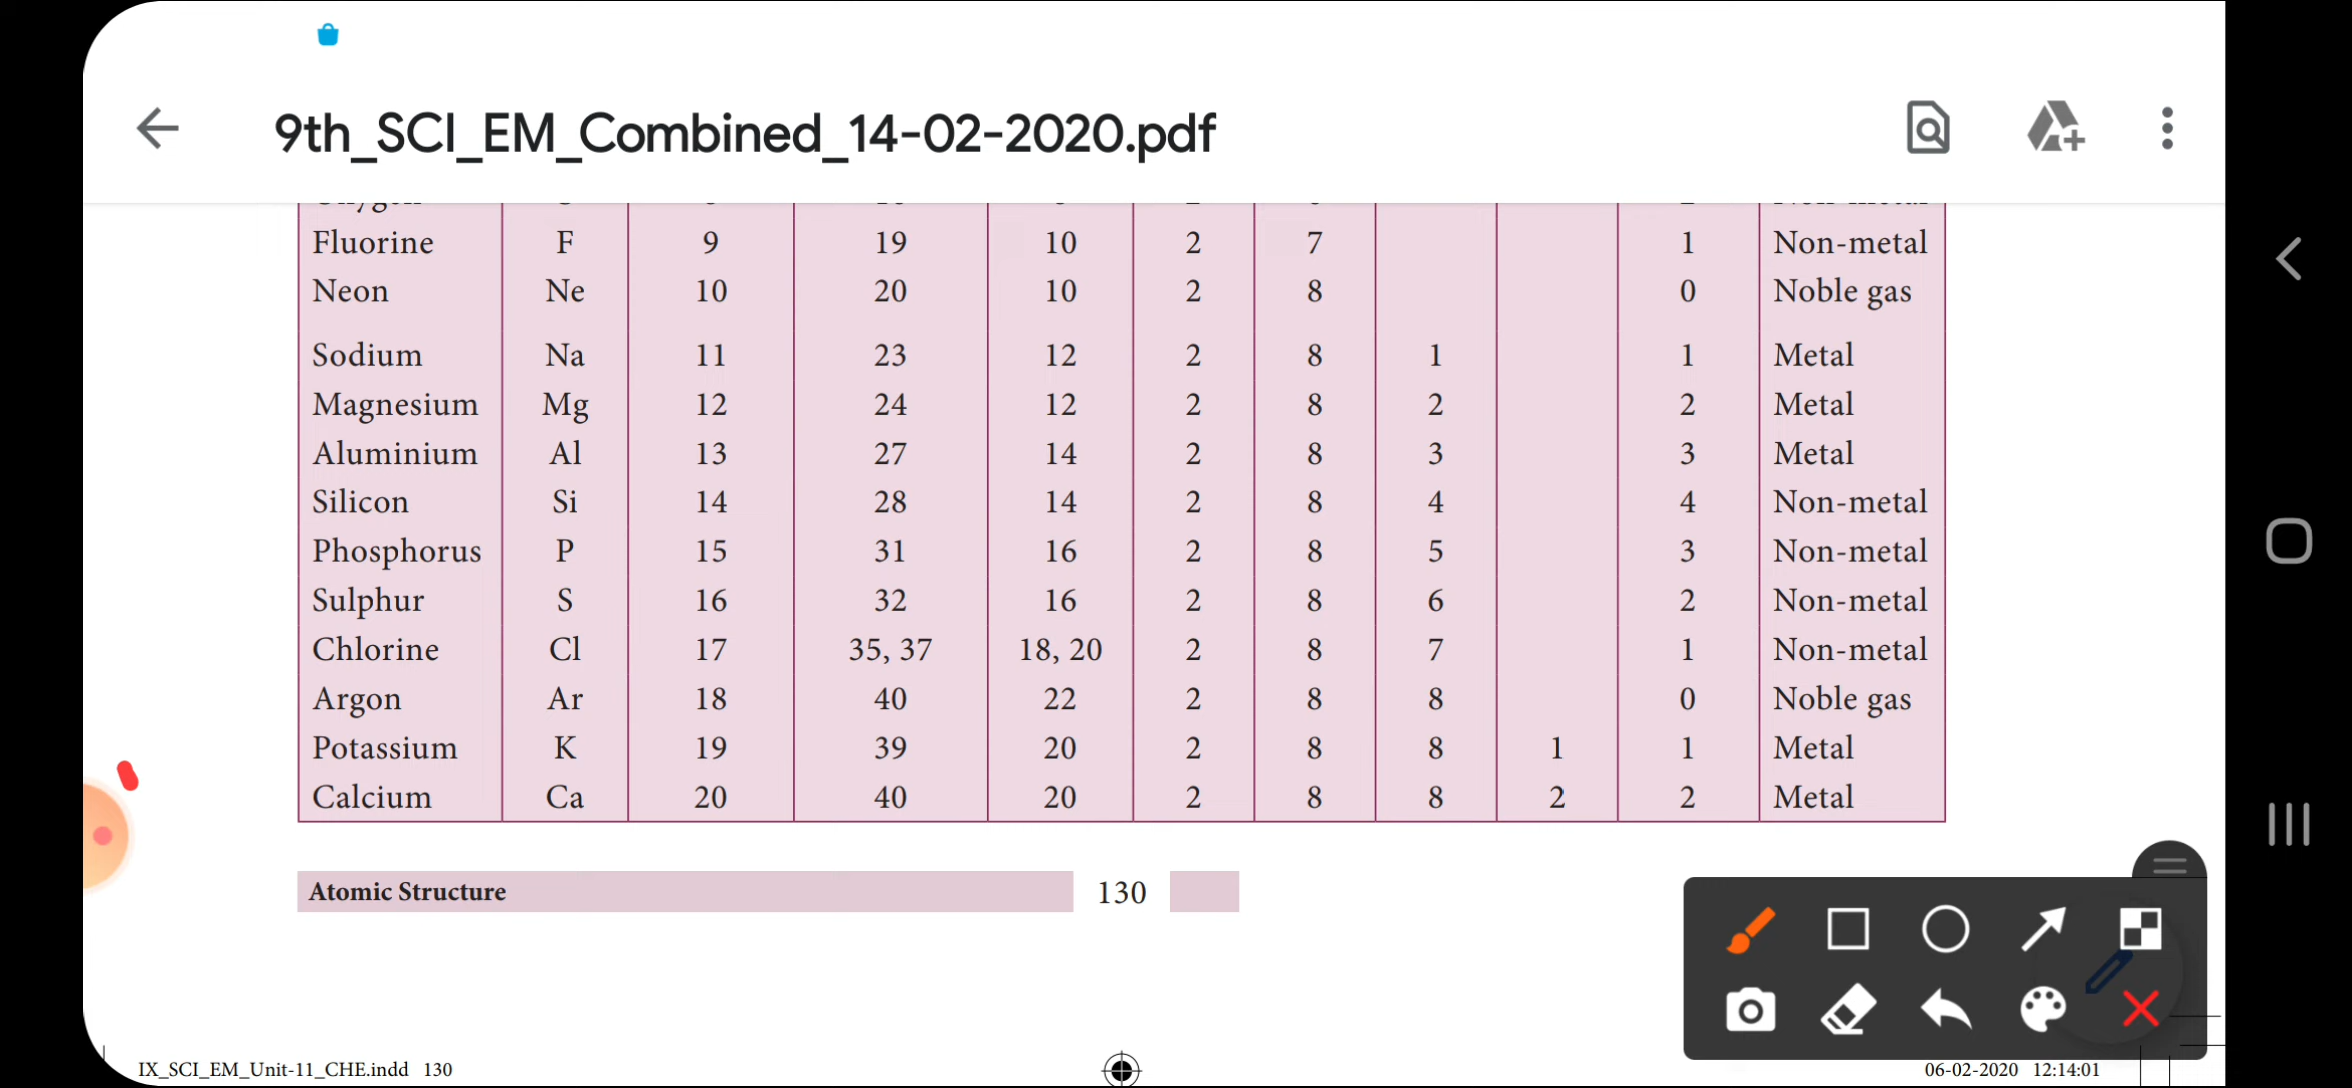 9th_SCI_EM_Combined_14-02-2020.pdf
Fluorine F 9 19 10 2 7 1 Non-metal
Neon Ne 10 20 10 2 8 0 Noble gas
Sodium Na 11 23 12 2 8 1 1 Metal
Magnesium Mg 12 24 12 2 8 2 2 Metal
Aluminium Al 13 27 14 2 8 3 3 Metal
Silicon Si 14 28 14 2 8 4 4 Non-metal
Phosphorus P 15 31 16 2 8 5 3 Non-metal
Sulphur S 16 32 16 2 8 6 2 Non-metal
Chlorine Cl 17 35, 37 18, 20 2 8 7 1 Non-metal
Argon Ar 18 40 22 2 8 8 0 Noble gas
Potassium K 19 39 20 2 8 8 1 1 Metal
Calcium Ca 20 40 20 2 8 8 2 2 Metal
Atomic Structure 130
IX_SCI_EM_Unit-11_CHE.indd 130 06-02-2020 12:14:01